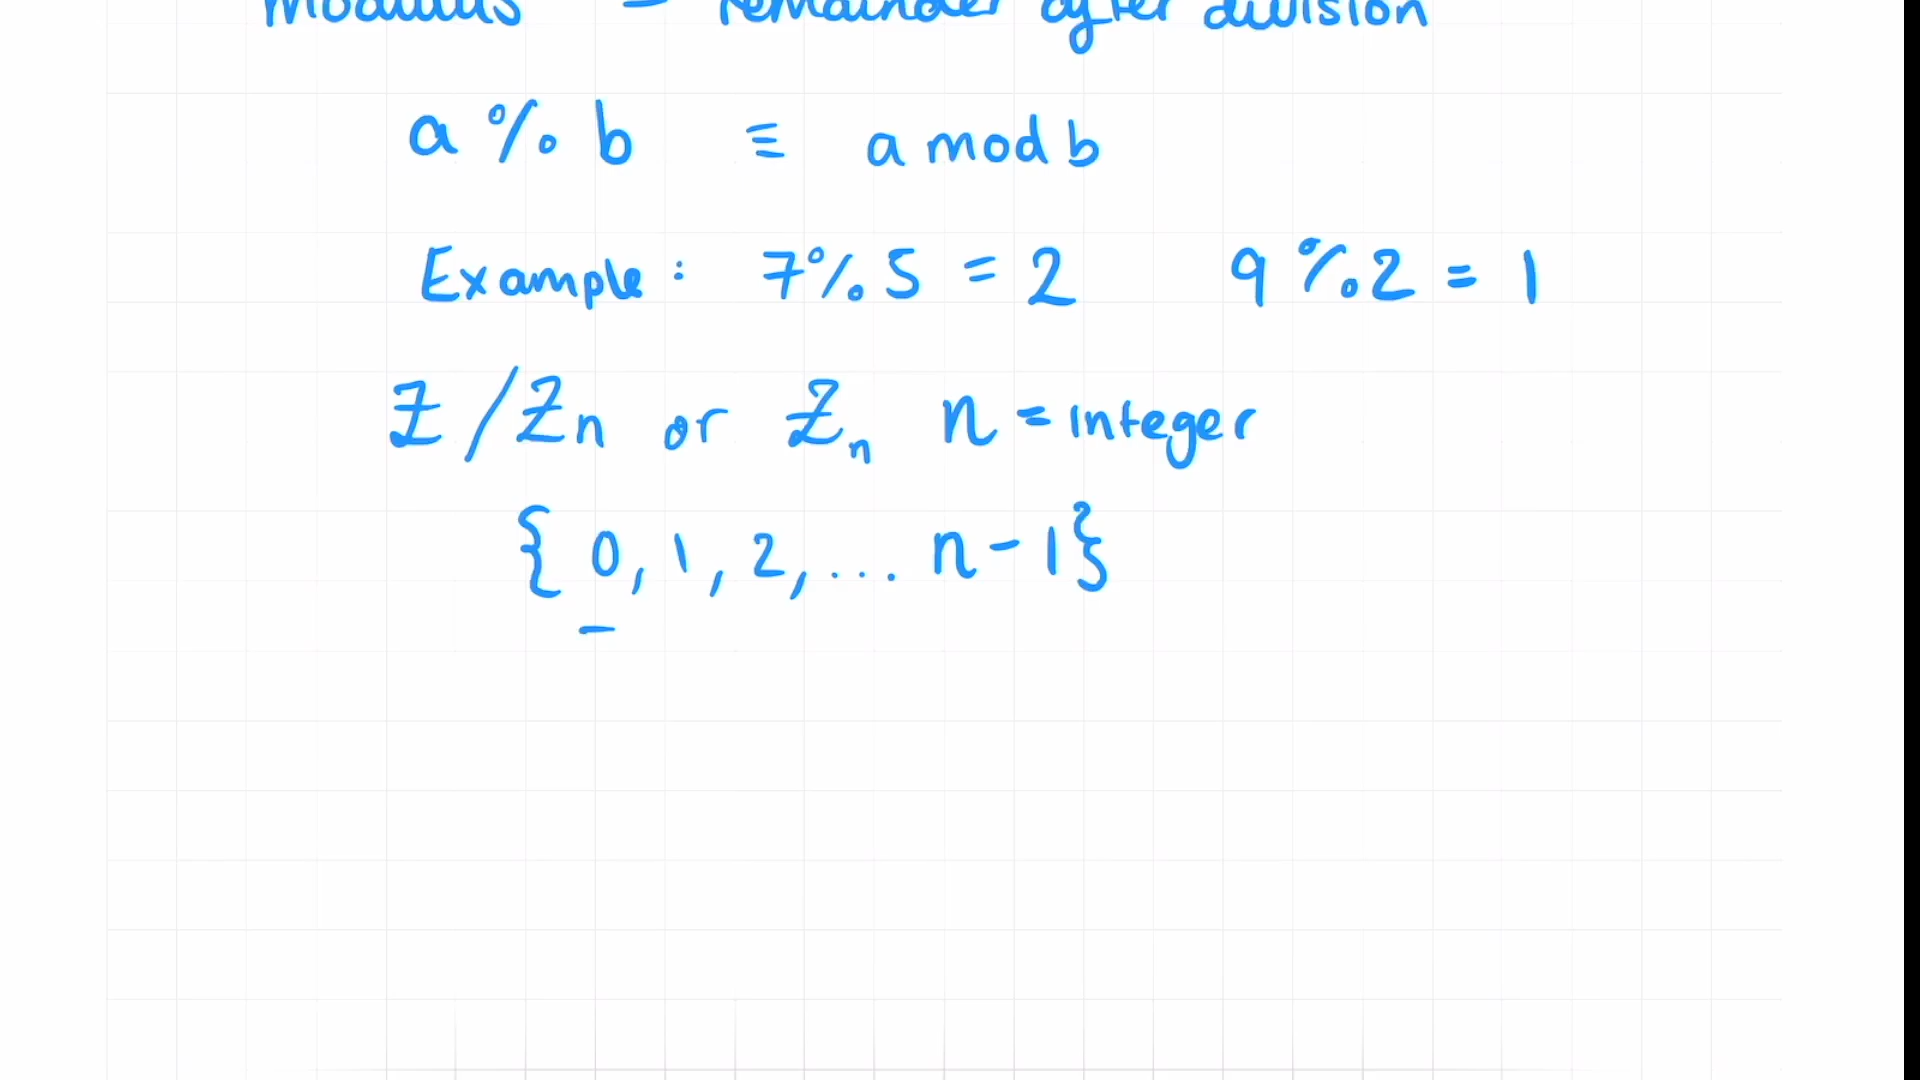 Modulus - remainder after division
a % b ≡ a mod b
Example : 7 % 5 = 2 9 % 2 = 1
Z / Zn or Zn n = integer
{ 0, 1, 2, ... n - 1 }